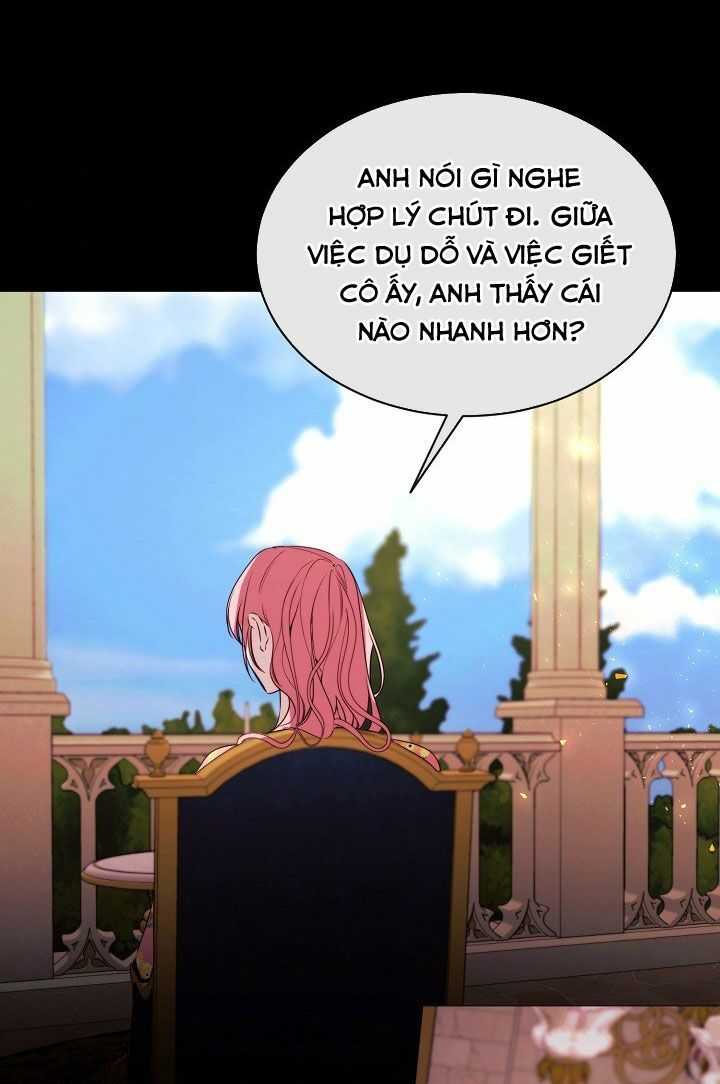 ANH NÓI GÌ NGHE
HỢP LÝ CHÚT ĐI. GIỮA
VIỆC DỤ DỖ VÀ VIỆC GIẾT
CÔ ẤY, ANH THẤY CÁI
NÀO NHANH HƠN?